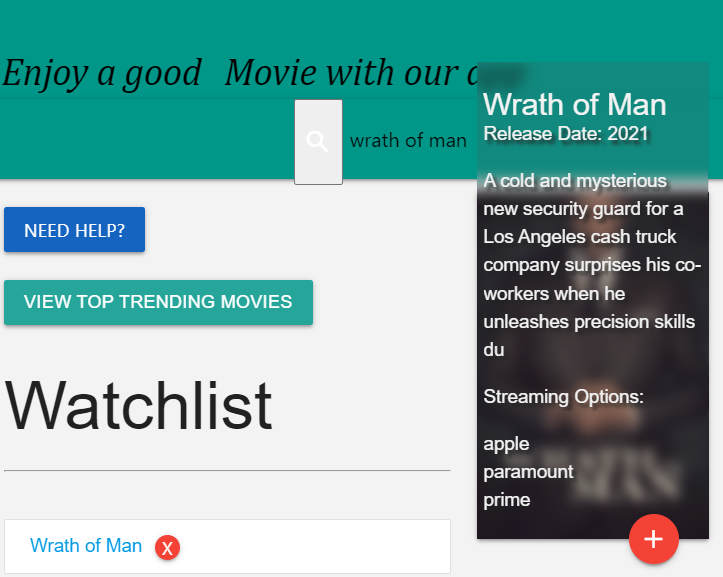 Enjoy a good Movie with our
wrath of man
NEED HELP?
VIEW TOP TRENDING MOVIES
Watchlist
Wrath of Man X
Wrath of Man
Release Date: 2021
A cold and mysterious
new security guard for a
Los Angeles cash truck
company surprises his co-
workers when he
unleashes precision skills
du
Streaming Options:
apple
paramount
prime
+